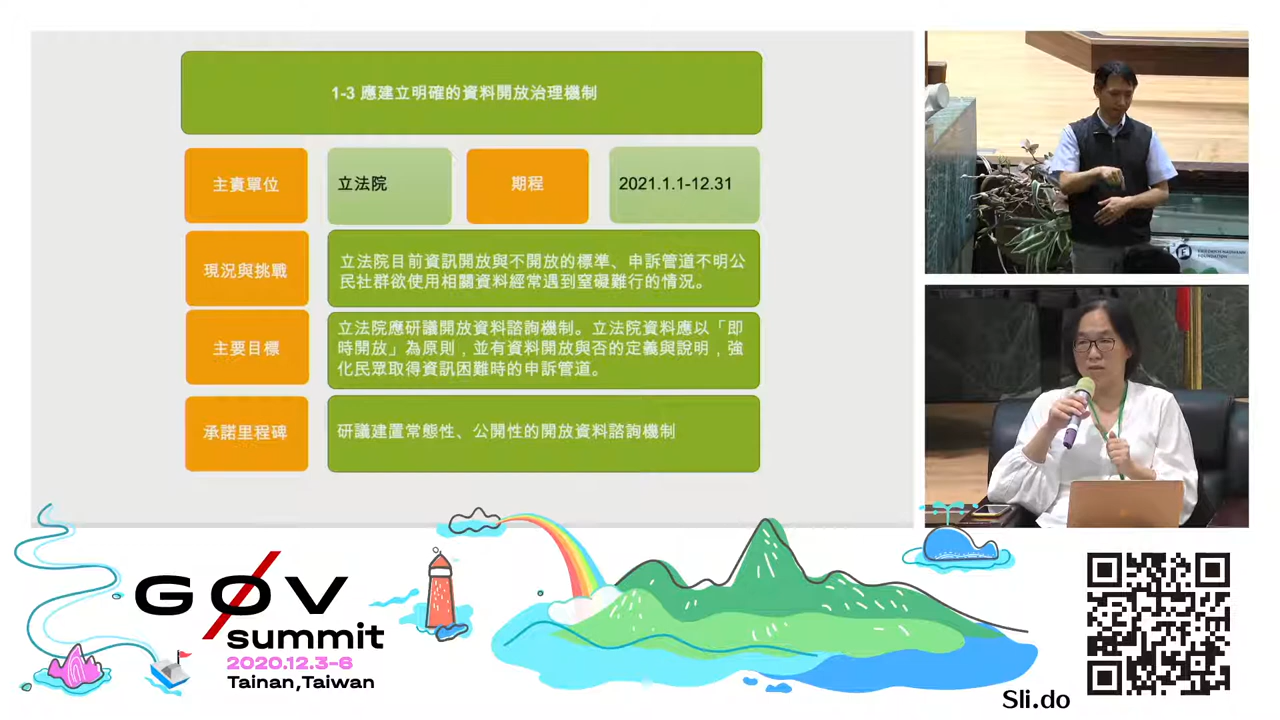 1-3 應建立明確的資料開放治理機制
主責單位
立法院
期程
2021.1.1-12.31
現況與挑戰
立法院目前資訊開放與不開放的標準、申訴管道不明公
民社群欲使用相關資料經常遇到窒礙難行的情況。
主要目標
立法院應研議開放資料諮詢機制。立法院資料應以「即
時開放」為原則，並有資料開放與否的定義與說明，強
化民眾取得資訊困難時的申訴管道。
承諾里程碑
研議建置常態性、公開性的開放資料諮詢機制
FRIEDRICH NAUMANN
FOUNDATION
GØV
summit
2020.12.3-6
Tainan,Taiwan
Sli.do